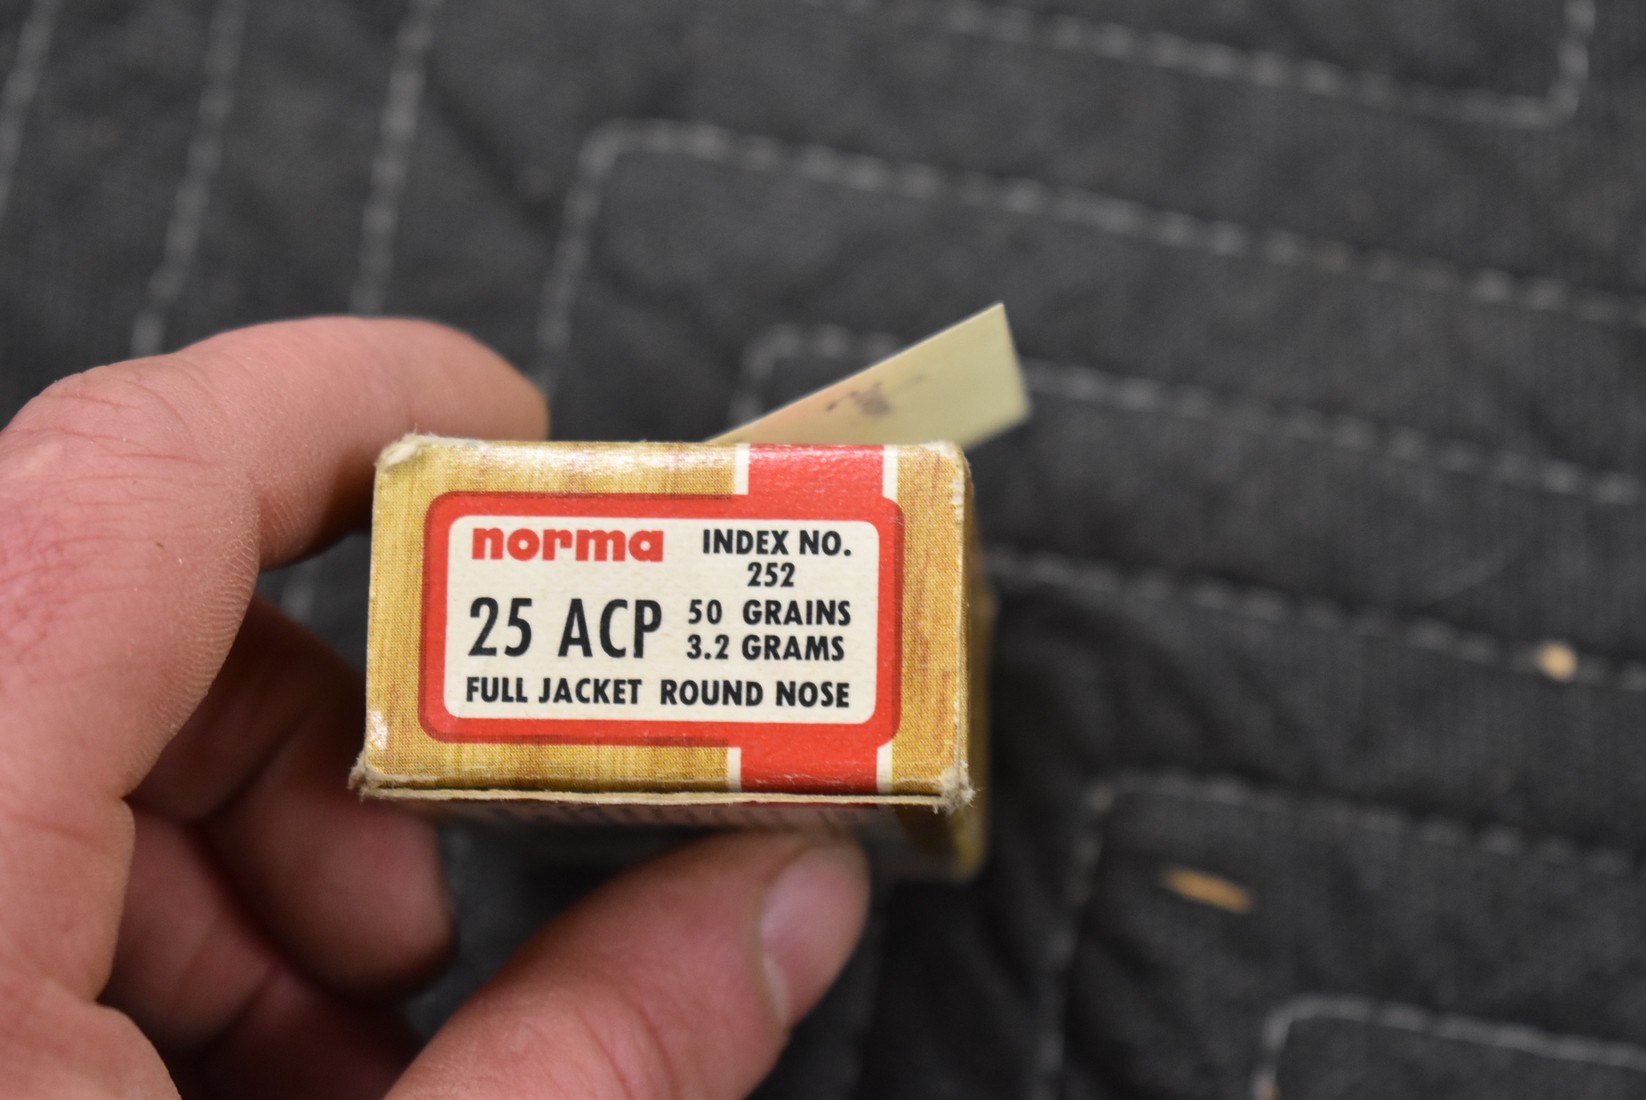 norma INDEX NO.
252
25 ACP 50 GRAINS
3.2 GRAMS
FULL JACKET ROUND NOSE